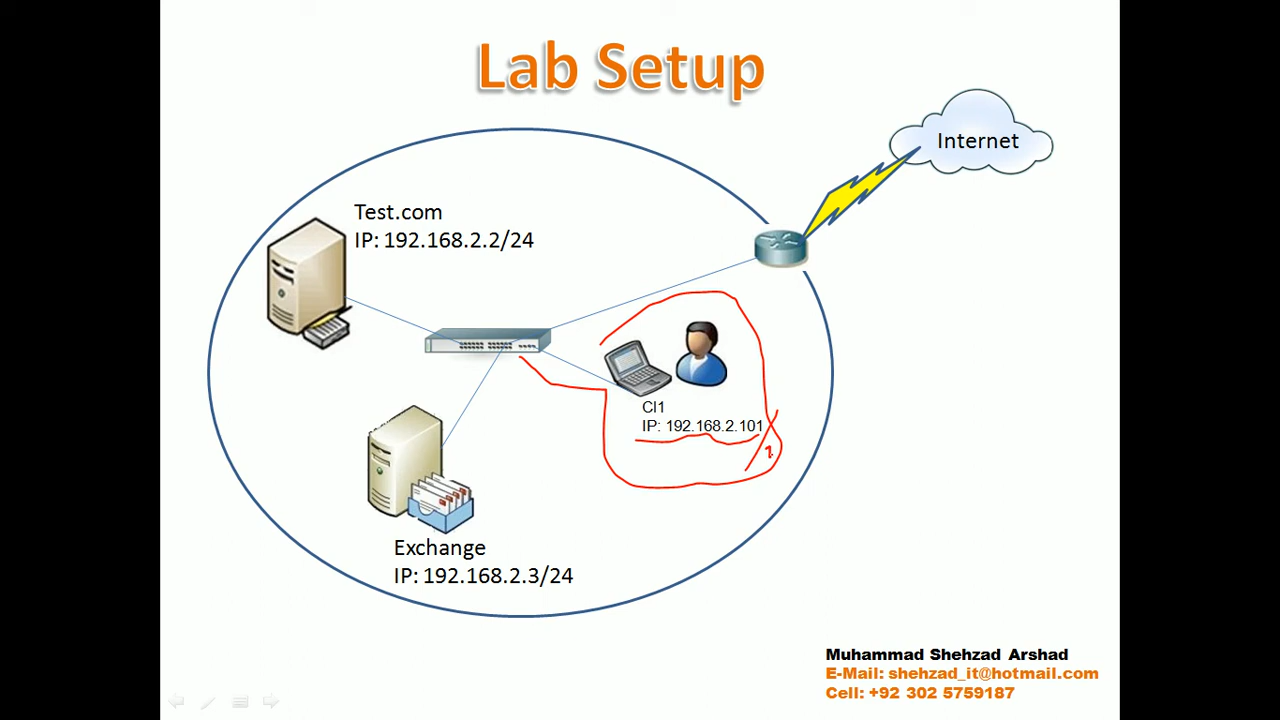 Lab Setup
Internet
Test.com
IP: 192.168.2.2/24
Cl1
IP: 192.168.2.101
Exchange
IP: 192.168.2.3/24
Muhammad Shehzad Arshad
E-Mail: shehzad_it@hotmail.com
Cell: +92 302 5759187